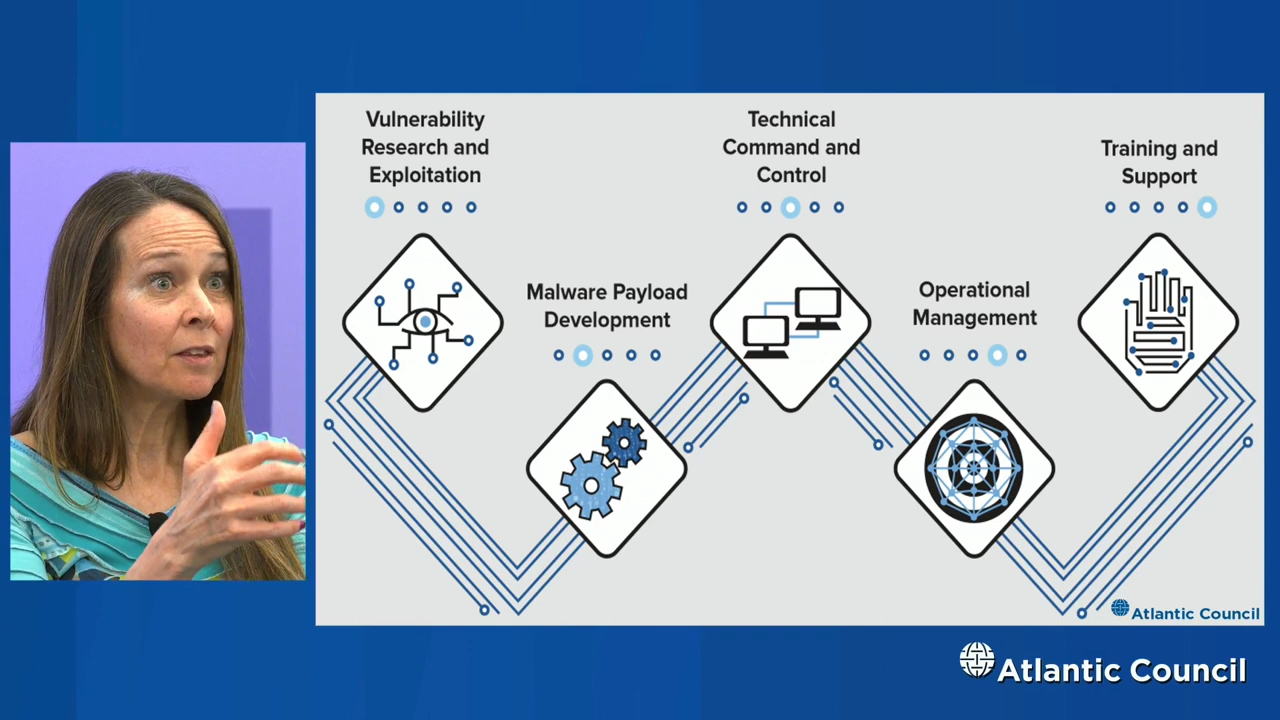 Vulnerability
Research and
Exploitation
Malware Payload
Development
Technical
Command and
Control
Operational
Management
Training and
Support
Atlantic Council
Atlantic Council